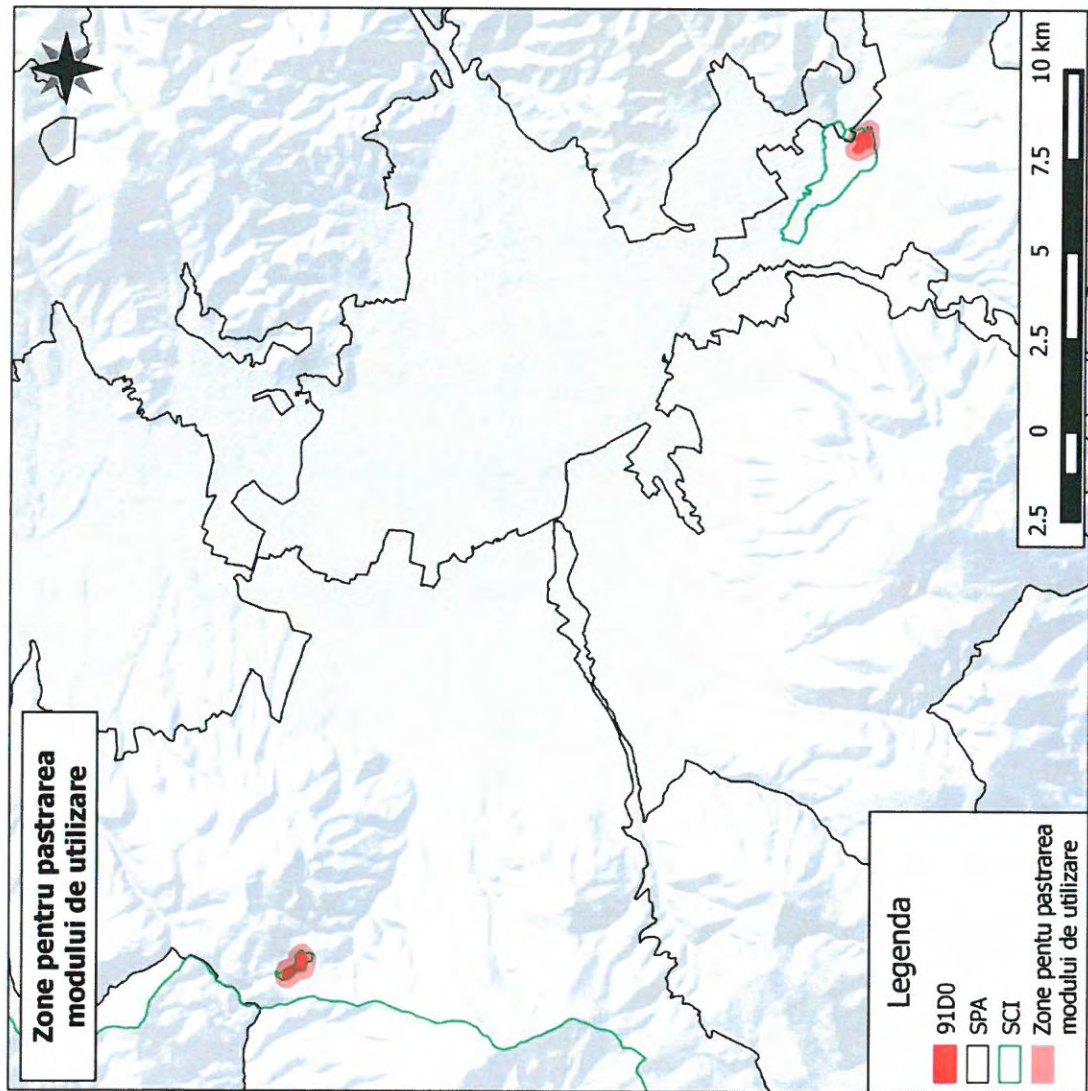 Zone pentru pastrarea
modului de utilizare
Legenda
91D0
SPA
SCI
Zone pentu pastrarea
modului de utilizare
2.5 0 2.5 5 7.5 10 km